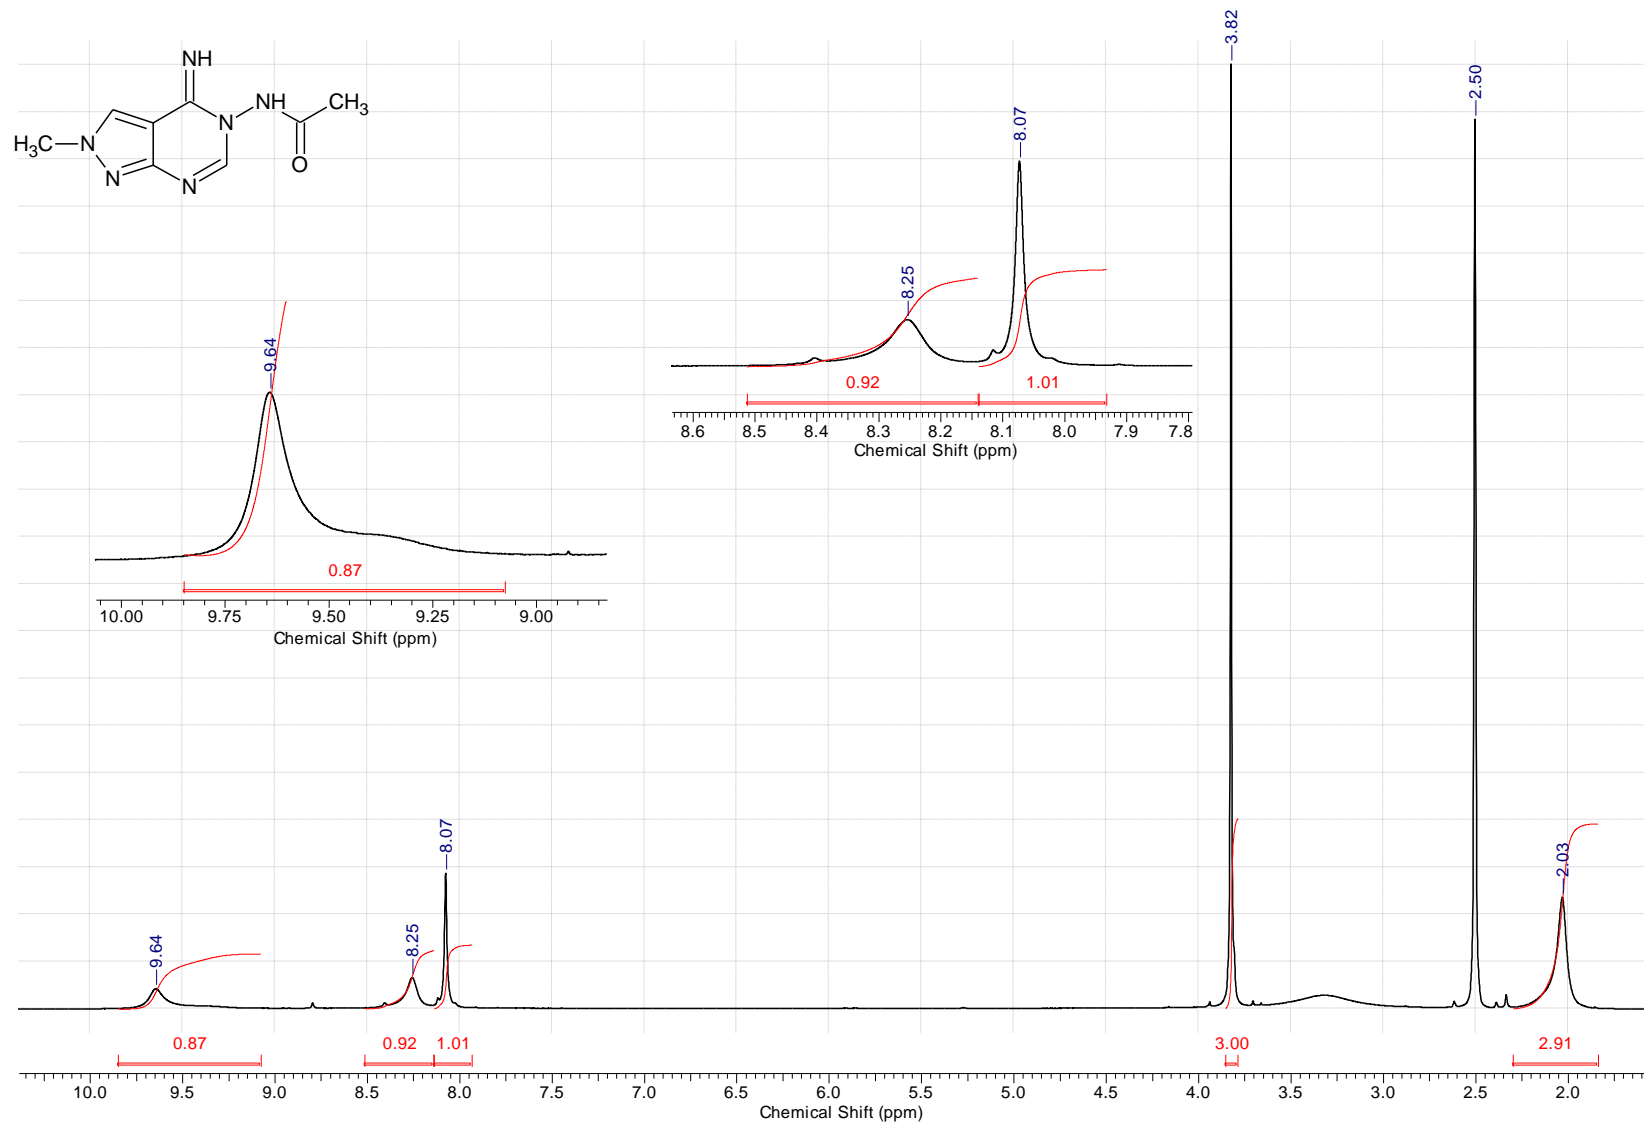 NH
NH
CH3
N
H3C
N
N
N
O
9.64
0.87
10.00 9.75 9.50 9.25 9.00
Chemical Shift (ppm)
8.25
8.07
0.92 1.01
8.6 8.5 8.4 8.3 8.2 8.1 8.0 7.9 7.8
Chemical Shift (ppm)
9.64
8.25
8.07
3.82
2.50
2.03
0.87 0.92 1.01 3.00 2.91
10.0 9.5 9.0 8.5 8.0 7.5 7.0 6.5 6.0 5.5 5.0 4.5 4.0 3.5 3.0 2.5 2.0
Chemical Shift (ppm)